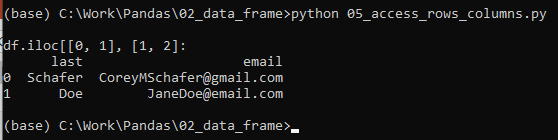 (base) C:\Work\Pandas\02_data_frame>python 05_access_rows_columns.py
df.iloc[[0, 1], [1, 2]:
      last                    email
0  Schafer  CoreyMSchafer@gmail.com
1      Doe        JaneDoe@email.com
(base) C:\Work\Pandas\02_data_frame>